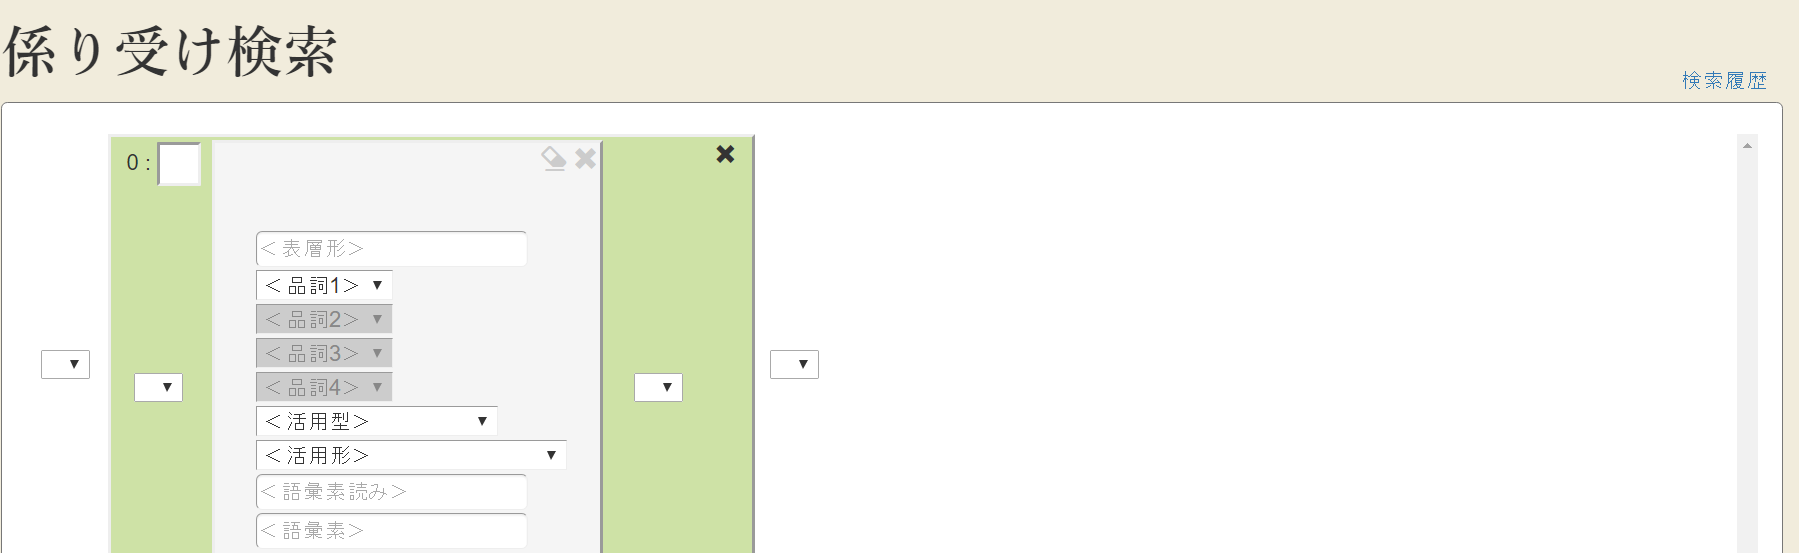 係り受け検索
検索履歴
0 :
＜表層形＞
＜品詞1＞
＜品詞2＞
＜品詞3＞
＜品詞4＞
＜活用型＞
＜活用形＞
＜語彙素読み＞
＜語彙素＞